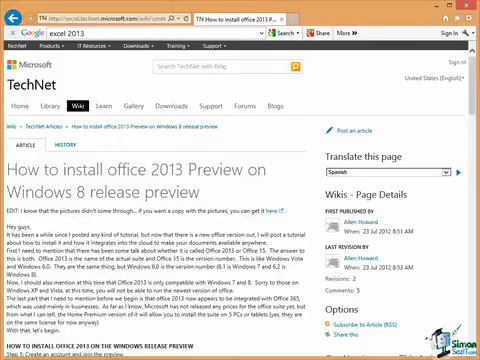 http://social.technet.microsoft.com/wiki/conte
TN How to install office 2013 P...
Google
excel 2013
Search
Share
More
Sign In
TechNet
Products
IT Resources
Downloads
Training
Support
Microsoft
Search TechNet with Bing
Sign In
United States (English)
TechNet
Home
Library
Wiki
Learn
Gallery
Downloads
Support
Forums
Blogs
Wiki
TechNet Articles
How to install office 2013 Preview on Windows 8 release preview
Post an article
ARTICLE
HISTORY
Translate this page
Spanish
How to install office 2013 Preview on
Windows 8 release preview
Wikis - Page Details
EDIT: I know that the pictures didn't come through... if you want a copy with the pictures, you can get it here .
FIRST PUBLISHED BY
Allen Howard
When:
Date: 23 Jul 2012 8:31
Hey guys,
It has been a while since I posted any kind of tutorial, but now that there is a new office version out, I will post a tutorial
about how to install it and how it integrates into the cloud to make your documents available anywhere.
First I need to mention that there has been some talk about whether it is called Office 2013 or Office 15. The answer to
this is both. Office 2013 is the name of the actual suite and Office 15 is the version number. This is like Windows Vista
and Windows 6.0. They are the same thing, but Windows 6.0 is the version number (6.1 is Windows 7 and 6.2 is
Windows 8).
LAST REVISION BY
Allen Howard
When:
Date: 23 Jul 2012 8:31
Now, I should also mention at this time that Office 2013 is only compatible with Windows 7 and 8. Sorry to those on
Windows XP and Vista, at this time, you will not be able to run the newest version of office.
Revisions: 2
The last part that I need to mention before we begin is that office 2013 now appears to be integrated with Office 365,
which was used mainly in businesses. As far as I know, Microsoft has not released any prices for the office suite yet, but
from what I can tell, the Home Premium version of it will allow you to install the suite on 5 PCs or tablets (yes, they are
on the same license for now anyway)
With that, let's begin.
Comments: 5
Options
Subscribe to Article (RSS)
Share this
HOW TO INSTALL OFFICE 2013 ON THE WINDOWS RELEASE PREVIEW
Step 1: Create an account and join the preview